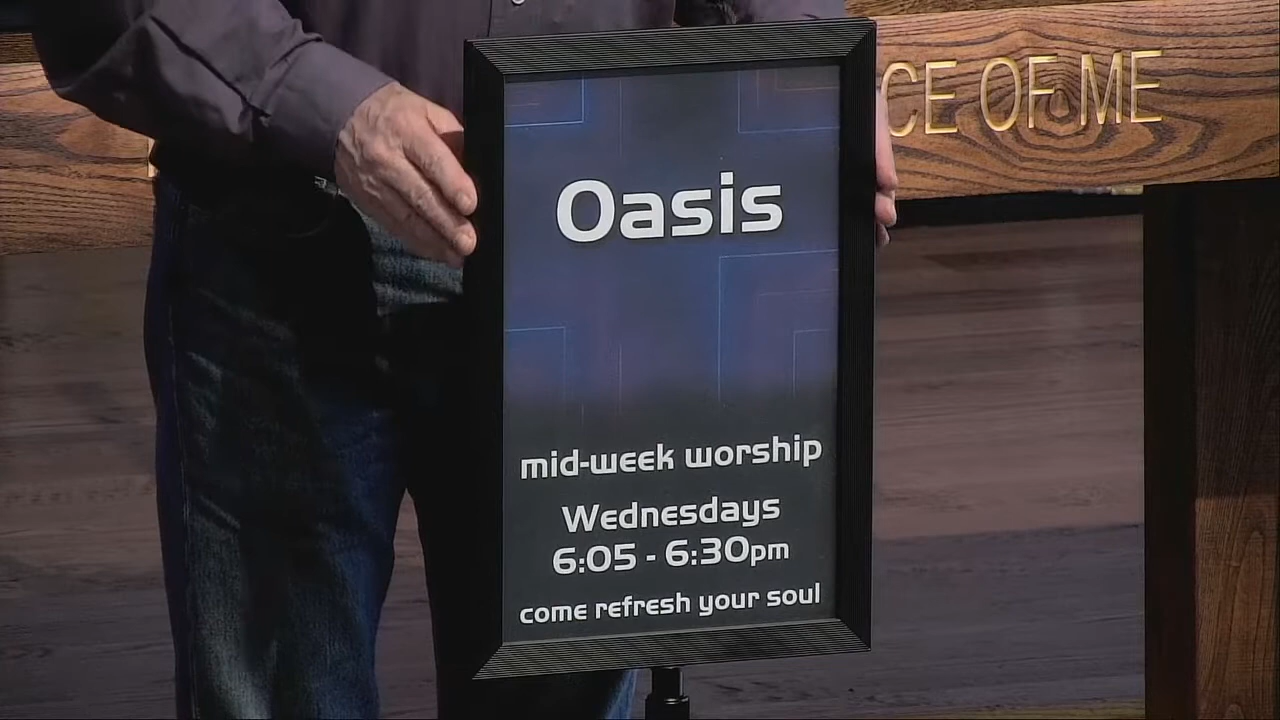 CE OF ME
Oasis
mid-week worship
Wednesdays
6:05 - 6:30pm
come refresh your soul